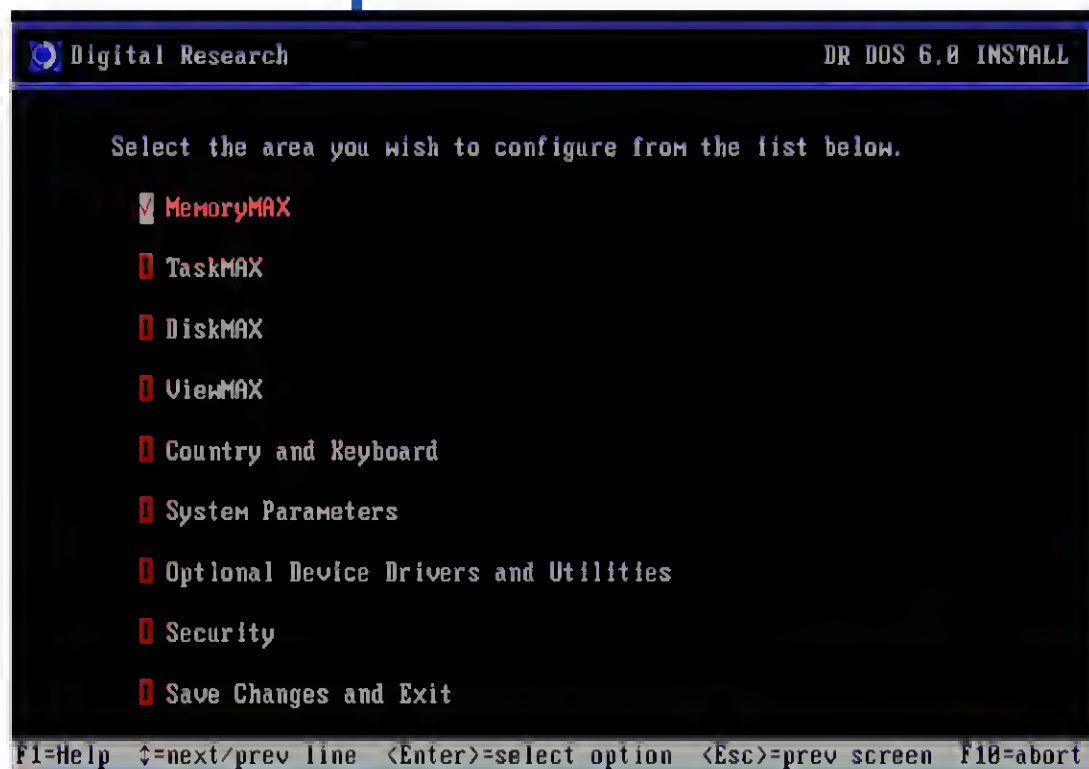 Digital Research DR DOS 6.0 INSTALL
Select the area you wish to configure from the list below.
√ MemoryMAX
TaskMAX
DiskMAX
ViewMAX
Country and Keyboard
System Parameters
Optional Device Drivers and Utilities
Security
Save Changes and Exit
F1=Help ↕=next/prev line <Enter>=select option <Esc>=prev screen F10=abort